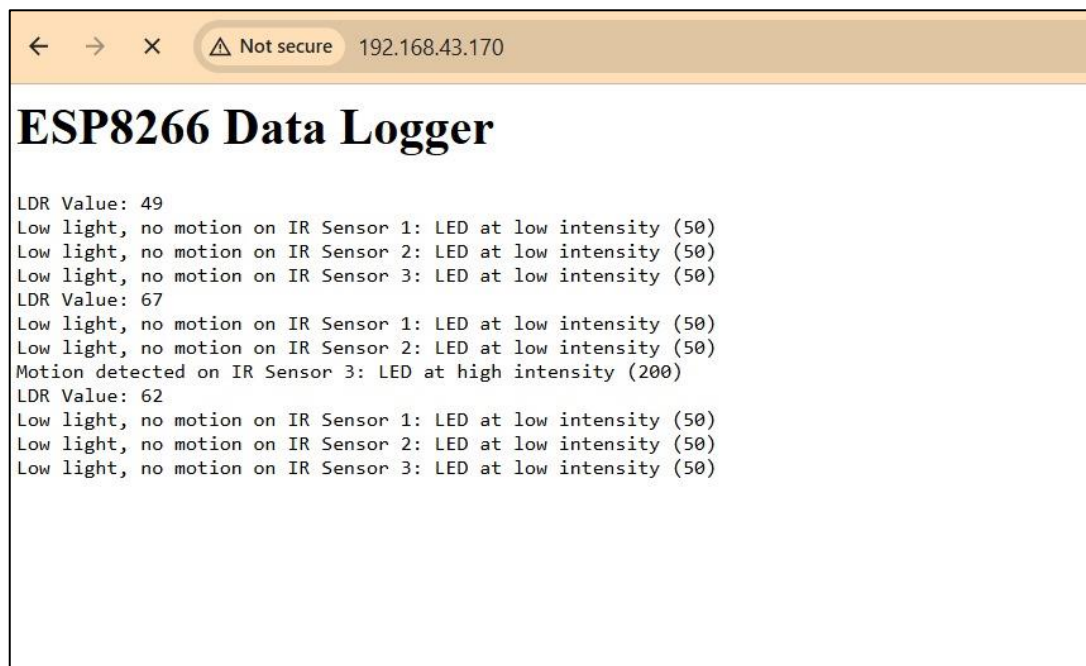 Not secure 192.168.43.170
ESP8266 Data Logger
LDR Value: 49
Low light, no motion on IR Sensor 1: LED at low intensity (50)
Low light, no motion on IR Sensor 2: LED at low intensity (50)
Low light, no motion on IR Sensor 3: LED at low intensity (50)
LDR Value: 67
Low light, no motion on IR Sensor 1: LED at low intensity (50)
Low light, no motion on IR Sensor 2: LED at low intensity (50)
Motion detected on IR Sensor 3: LED at high intensity (200)
LDR Value: 62
Low light, no motion on IR Sensor 1: LED at low intensity (50)
Low light, no motion on IR Sensor 2: LED at low intensity (50)
Low light, no motion on IR Sensor 3: LED at low intensity (50)